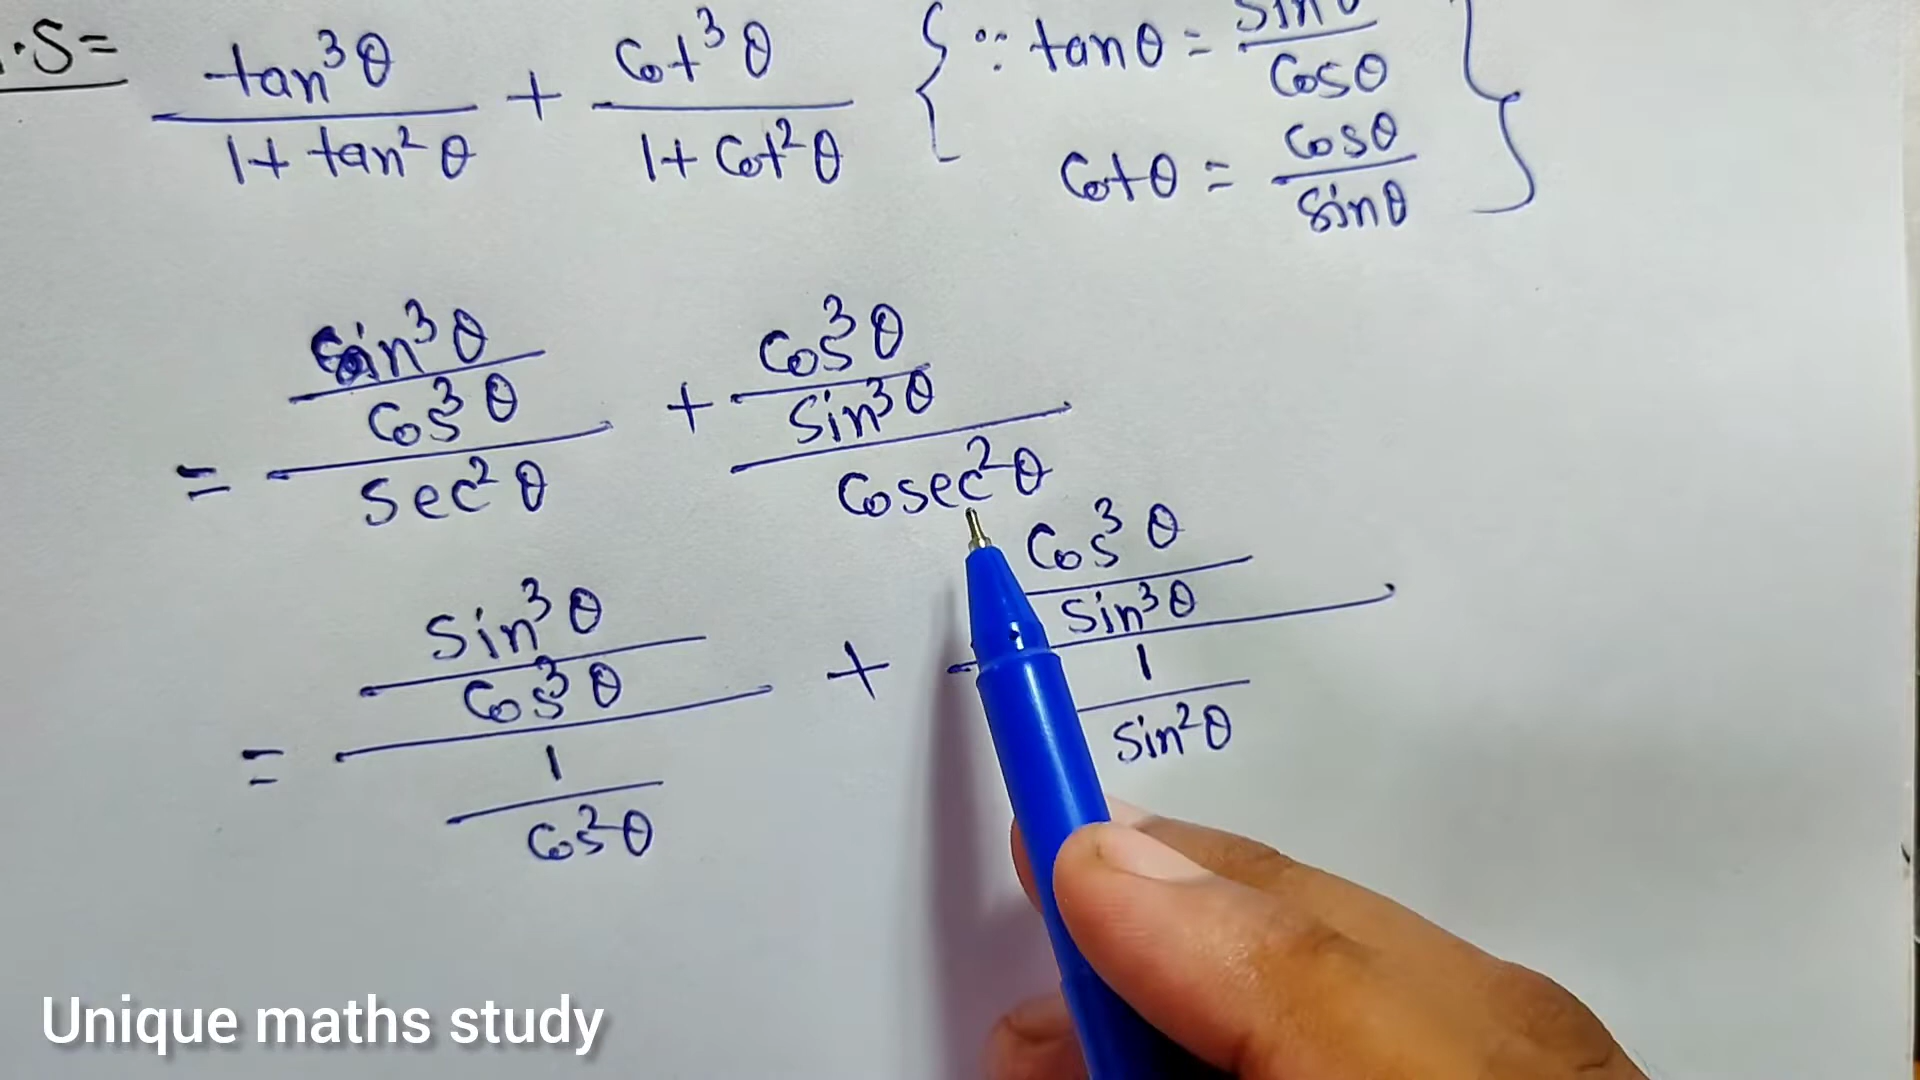 .S = tan³θ / 1 + tan²θ + cot³θ / 1 + cot²θ { ∵ tanθ = sinθ / cosθ
cotθ = cosθ / sinθ }
= sin³θ / cos³θ / sec²θ + cos³θ / sin³θ / cosec²θ
= sin³θ / cos³θ / 1 / cos²θ + cos³θ / sin³θ / 1 / sin²θ
Unique maths study